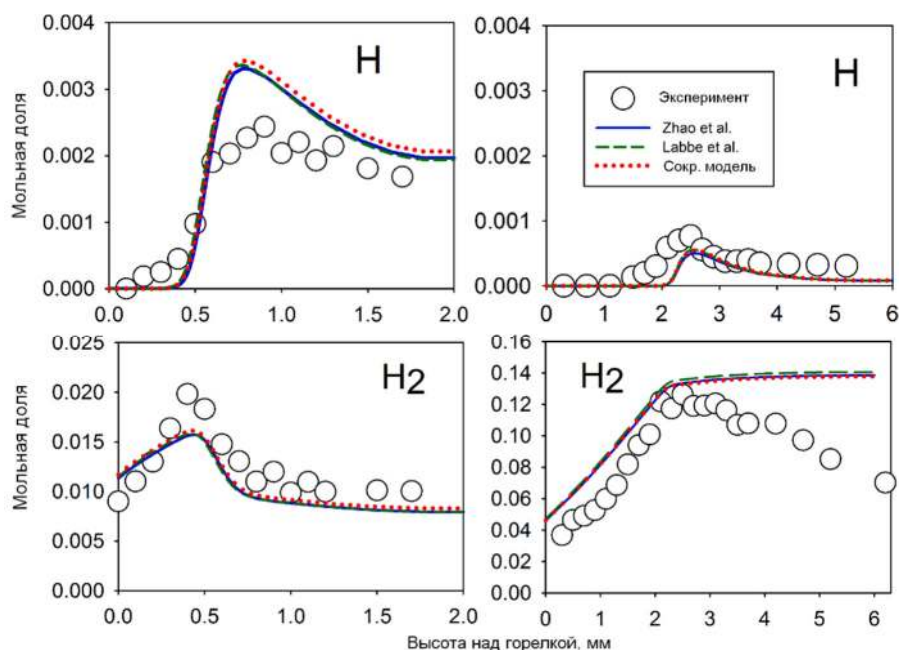 0.004
0.003
0.002
0.001
0.000
Мольная доля
H
0.0 0.5 1.0 1.5 2.0
0.004
0.003
0.002
0.001
0.000
H
Эксперимент
Zhao et al.
Labbe et al.
Сокр. модель
0 1 2 3 4 5 6
0.025
0.020
0.015
0.010
0.005
0.000
Мольная доля
H2
0.0 0.5 1.0 1.5 2.0
0.16
0.14
0.12
0.10
0.08
0.06
0.04
0.02
0.00
H2
0 1 2 3 4 5 6
Высота над горелкой, мм